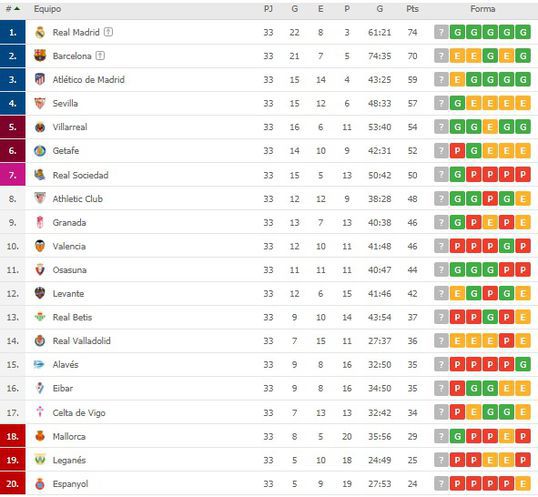 # Equipo PJ G E P G Pts Forma
1. Real Madrid 33 22 8 3 61:21 74 ? G G G G G
2. Barcelona 33 21 7 5 74:35 70 ? E E G E G
3. Atlético de Madrid 33 15 14 4 43:25 59 ? E G G G G
4. Sevilla 33 15 12 6 48:33 57 ? G E E E E
5. Villarreal 33 16 6 11 53:40 54 ? G G E G G
6. Getafe 33 14 10 9 42:31 52 ? P G E E E
7. Real Sociedad 33 15 5 13 50:42 50 ? G P P P P
8. Athletic Club 33 12 12 9 38:28 48 ? G G P G E
9. Granada 33 13 7 13 40:38 46 ? G P E P E
10. Valencia 33 12 10 11 41:48 46 ? P P P G P
11. Osasuna 33 11 11 11 40:47 44 ? G G G P P
12. Levante 33 12 6 15 41:46 42 ? E G P G E
13. Real Betis 33 9 10 14 43:54 37 ? P P G P E
14. Real Valladolid 33 7 15 11 27:37 36 ? E E E P E
15. Alavés 33 9 8 16 32:50 35 ? P P P P G
16. Eibar 33 9 8 16 34:50 35 ? P G G E E
17. Celta de Vigo 33 7 13 13 32:42 34 ? P E G G E
18. Mallorca 33 8 5 20 35:56 29 ? G P P E P
19. Leganés 33 5 10 18 24:49 25 ? P P E E P
20. Espanyol 33 5 9 19 27:53 24 ? P P P P E